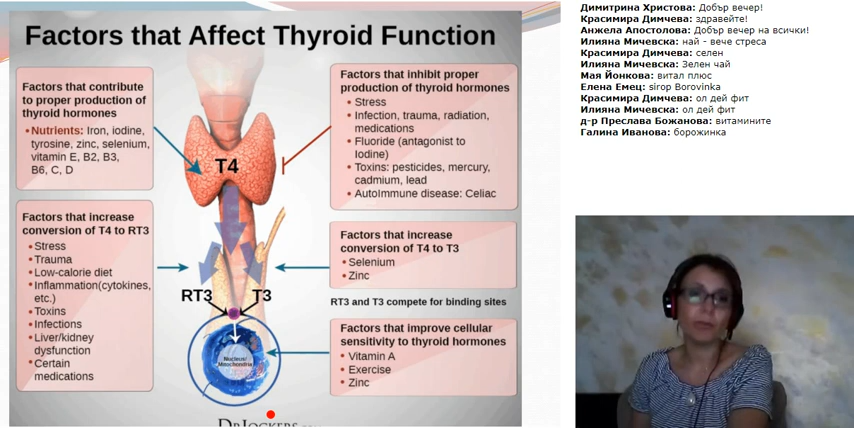 Factors that Affect Thyroid Function
Factors that contribute
to proper production of
thyroid hormones
• Nutrients: Iron, iodine,
tyrosine, zinc, selenium,
vitamin E, B2, B3,
B6, C, D
Factors that increase
conversion of T4 to RT3
• Stress
• Trauma
• Low-calorie diet
• Inflammation(cytokines,
etc.)
• Toxins
• Infections
• Liver/kidney
dysfunction
• Certain
medications
T4
RT3
T3
Nucleus/
Mitochondria
Factors that inhibit proper
production of thyroid hormones
• Stress
• Infection, trauma, radiation,
medications
• Fluoride (antagonist to
Iodine)
• Toxins: pesticides, mercury,
cadmium, lead
• AutoImmune disease: Celiac
Factors that increase
conversion of T4 to T3
• Selenium
• Zinc
RT3 and T3 compete for binding sites
Factors that improve cellular
sensitivity to thyroid hormones
• Vitamin A
• Exercise
• Zinc
DrJockers
Димитрина Христова: Добър вечер!
Красимира Димчева: здравейте!
Анжела Апостолова: Добър вечер на всички!
Илияна Мичевска: най - вече стреса
Красимира Димчева: селен
Илияна Мичевска: Зелен чай
Мая Йонкова: витал плюс
Елена Емец: sirop Borovinka
Красимира Димчева: ол дей фит
Илияна Мичевска: ол дей фит
д-р Преслава Божанова: витамините
Галина Иванова: борожинка